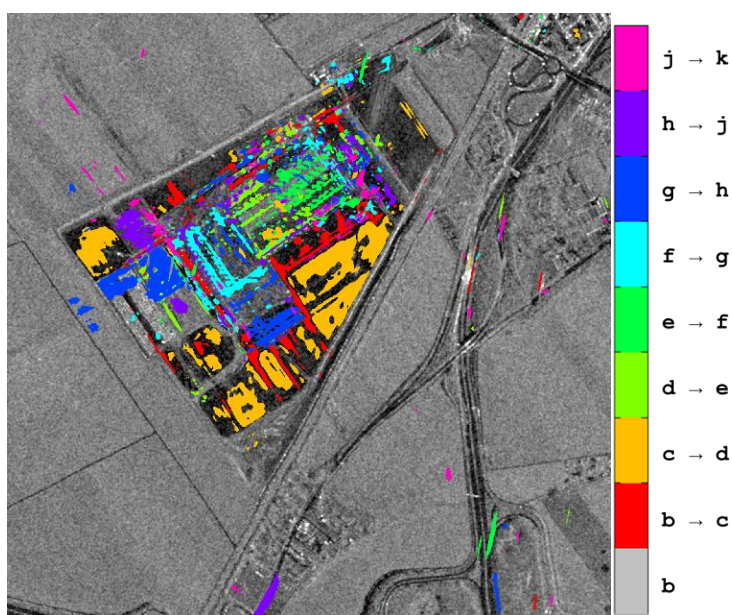 j → k
h → j
g → h
f → g
e → f
d → e
c → d
b → c
b